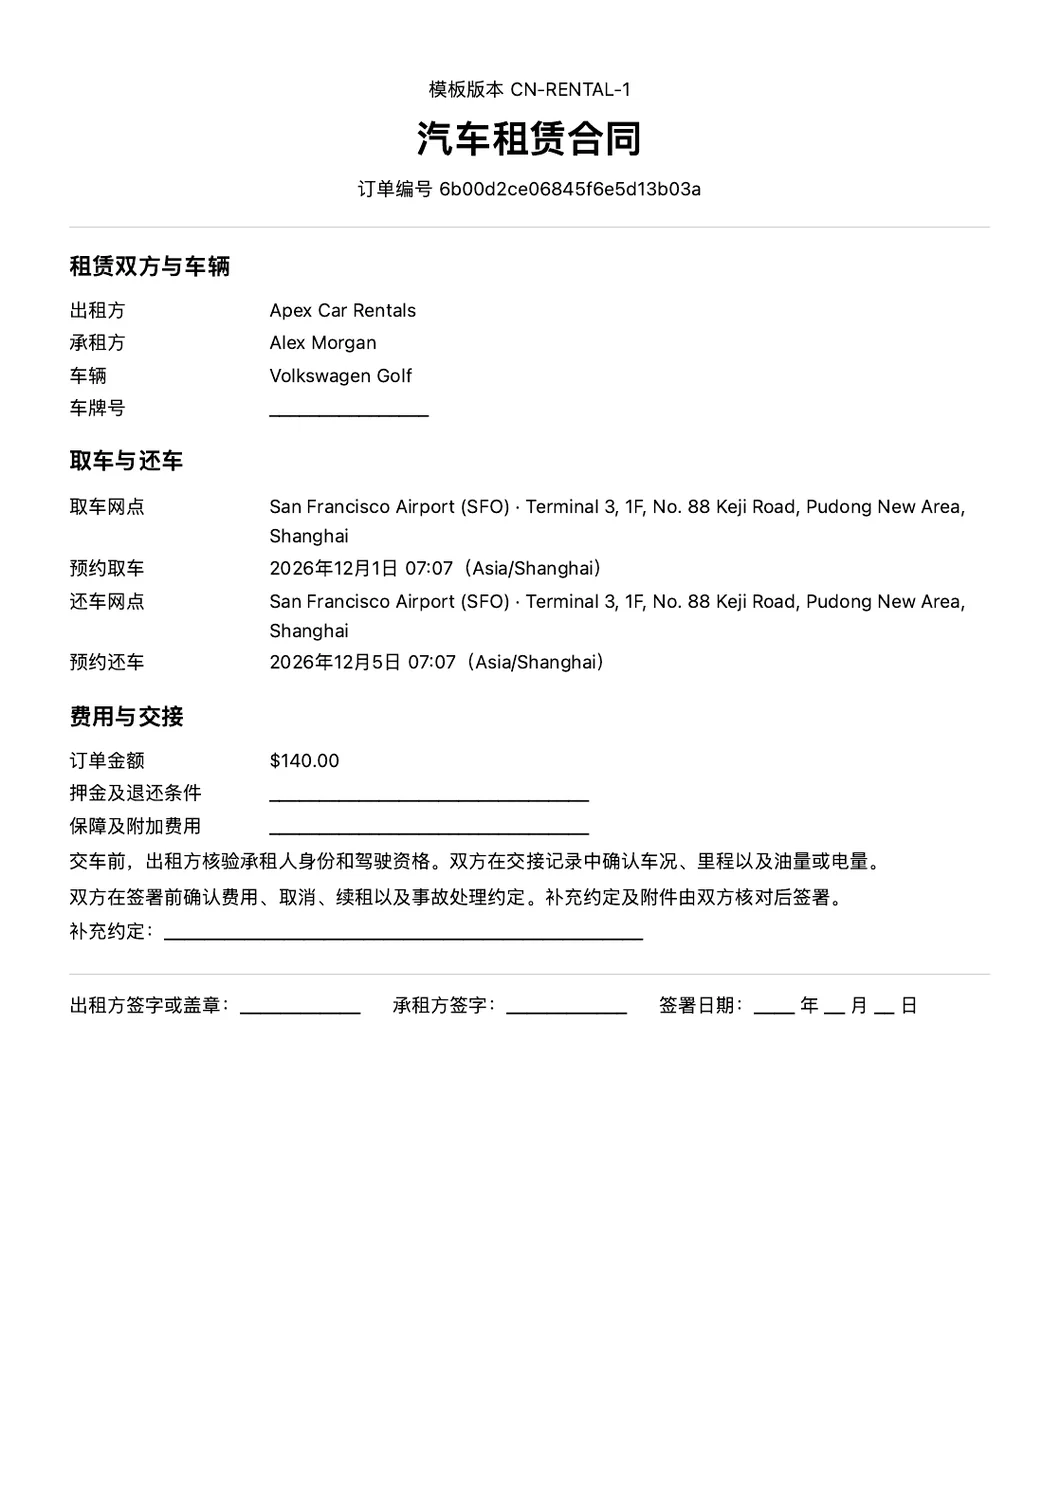 模板版本 CN-RENTAL-1
汽车租赁合同
订单编号 6b00d2ce06845f6e5d13b03a
租赁双方与车辆
出租方 Apex Car Rentals
承租方 Alex Morgan
车辆 Volkswagen Golf
车牌号 ________________
取车与还车
取车网点 San Francisco Airport (SFO) · Terminal 3, 1F, No. 88 Keji Road, Pudong New Area,
Shanghai
预约取车 2026年12月1日 07:07（Asia/Shanghai）
还车网点 San Francisco Airport (SFO) · Terminal 3, 1F, No. 88 Keji Road, Pudong New Area,
Shanghai
预约还车 2026年12月5日 07:07（Asia/Shanghai）
费用与交接
订单金额 $140.00
押金及退还条件 ________________________________
保障及附加费用 ________________________________
交车前，出租方核验承租人身份和驾驶资格。双方在交接记录中确认车况、里程以及油量或电量。
双方在签署前确认费用、取消、续租以及事故处理约定。补充约定及附件由双方核对后签署。
补充约定：________________________________________________
出租方签字或盖章：____________ 承租方签字：____________ 签署日期：____ 年 __ 月 __ 日